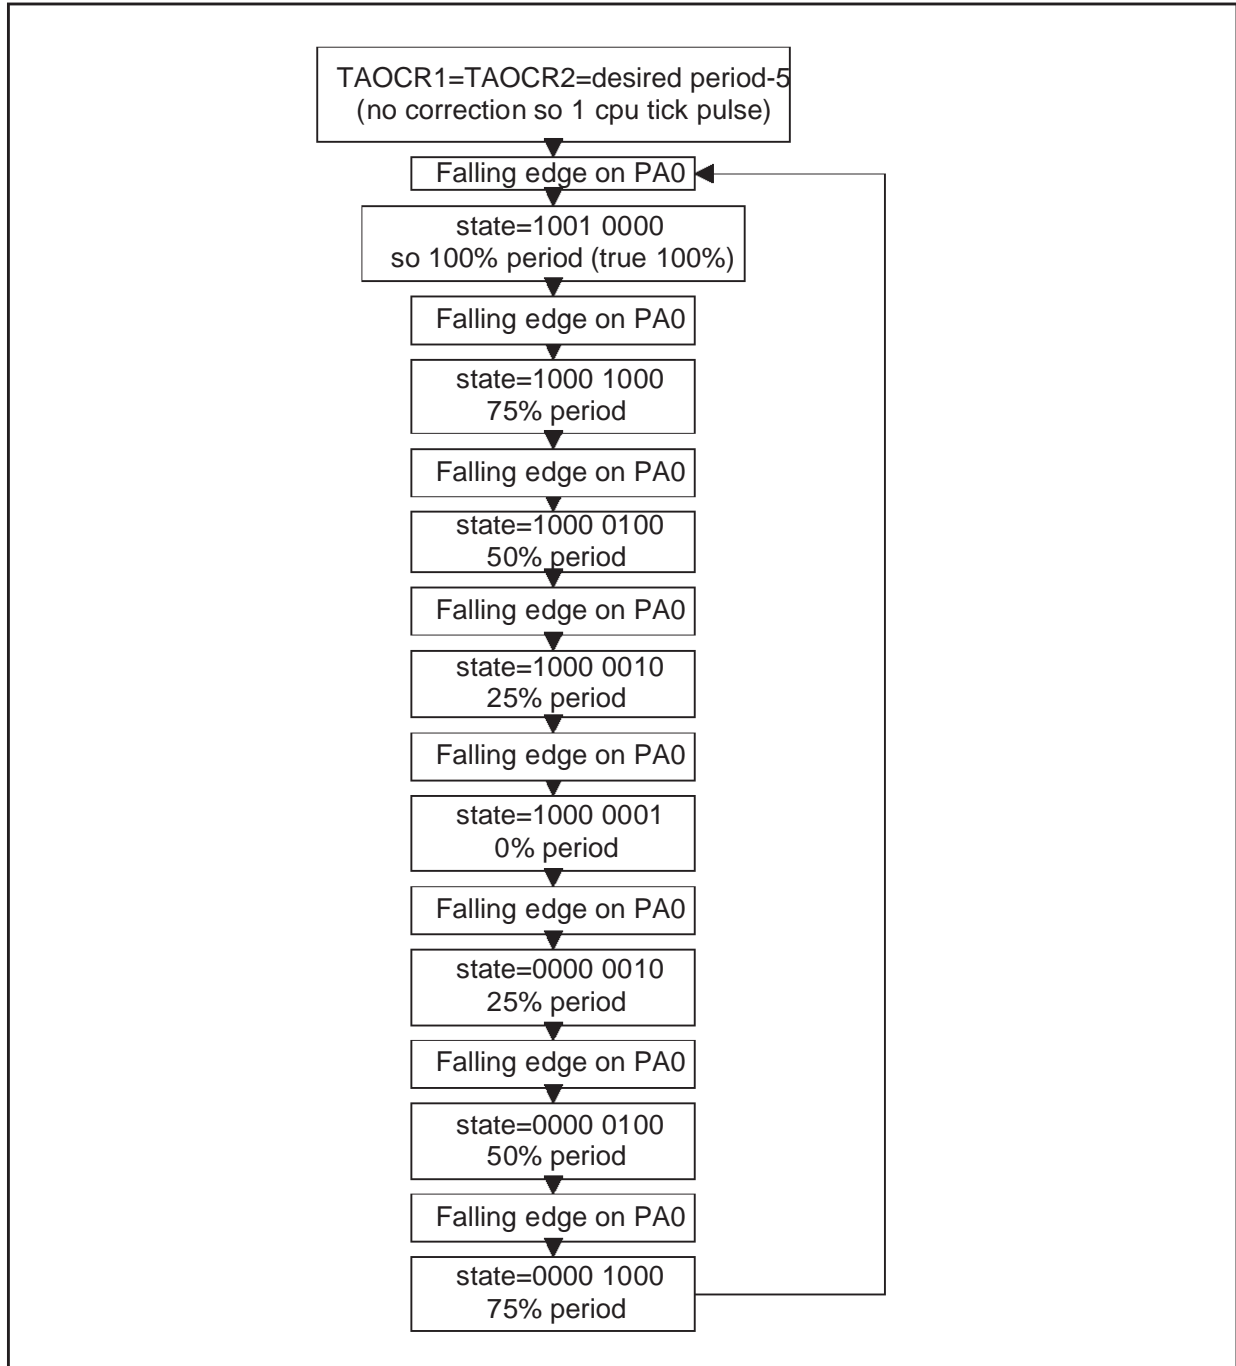 TAOCR1=TAOCR2=desired period-5
(no correction so 1 cpu tick pulse)
Falling edge on PA0
state=1001 0000
so 100% period (true 100%)
Falling edge on PA0
state=1000 1000
75% period
Falling edge on PA0
state=1000 0100
50% period
Falling edge on PA0
state=1000 0010
25% period
Falling edge on PA0
state=1000 0001
0% period
Falling edge on PA0
state=0000 0010
25% period
Falling edge on PA0
state=0000 0100
50% period
Falling edge on PA0
state=0000 1000
75% period